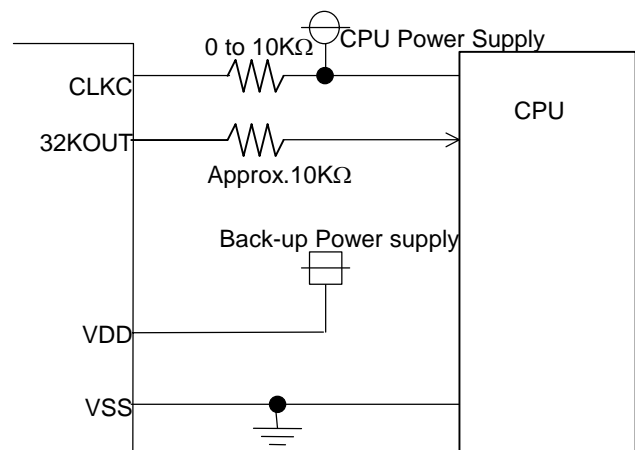 0 to 10KΩ
CPU Power Supply
CLKC
CPU
32KOUT
Approx.10KΩ
Back-up Power supply
VDD
VSS